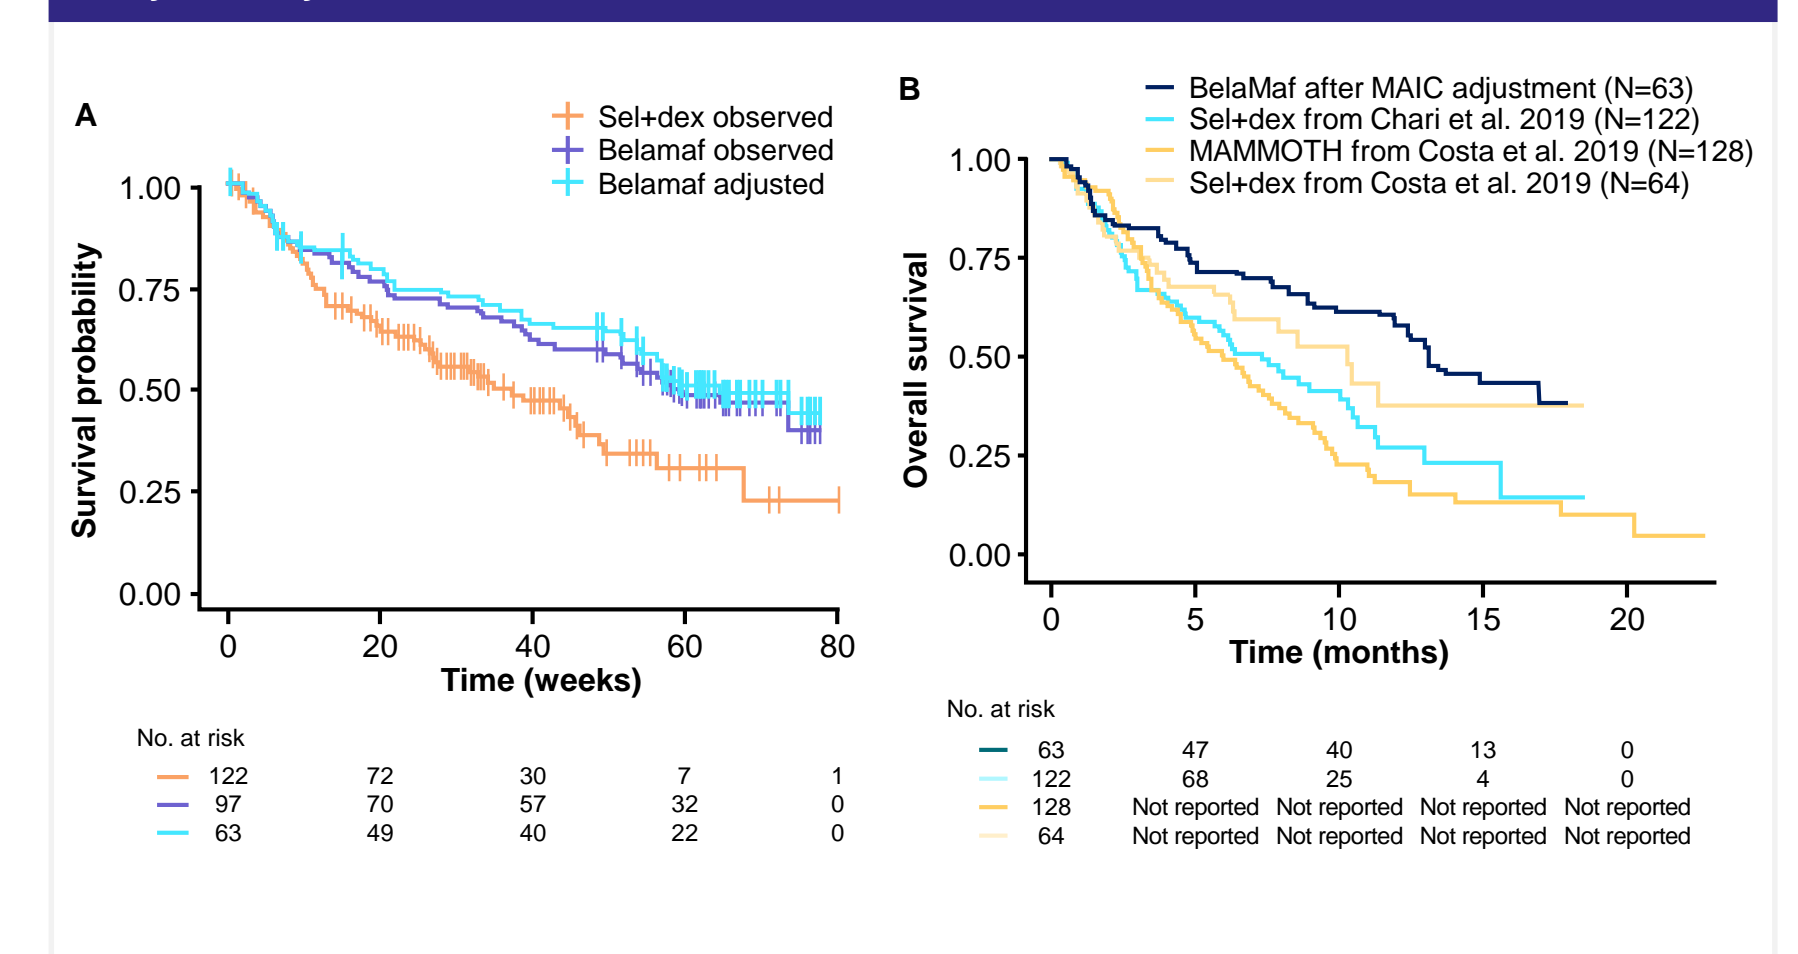 A
Sel+dex observed
Belamaf observed
Belamaf adjusted
Survival probability
1.00
0.75
0.50
0.25
0.00
0 20 40 60 80
Time (weeks)
No. at risk
122 72 30 7 1
97 70 57 32 0
63 49 40 22 0
B
BelaMaf after MAIC adjustment (N=63)
Sel+dex from Chari et al. 2019 (N=122)
MAMMOTH from Costa et al. 2019 (N=128)
Sel+dex from Costa et al. 2019 (N=64)
Overall survival
1.00
0.75
0.50
0.25
0.00
0 5 10 15 20
Time (months)
No. at risk
63 47 40 13 0
122 68 25 4 0
128 Not reported Not reported Not reported Not reported
64 Not reported Not reported Not reported Not reported